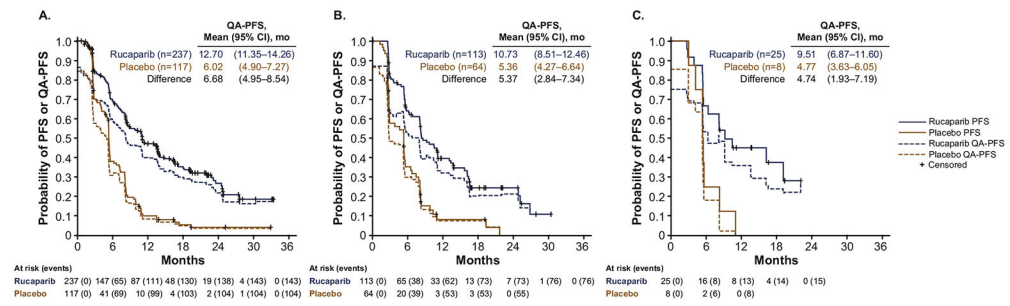 A.
QA-PFS,
Mean (95% CI), mo
Rucaparib (n=237) 12.70 (11.35–14.26)
Placebo (n=117) 6.02 (4.90–7.27)
Difference 6.68 (4.95–8.54)
Probability of PFS or QA-PFS
1.0
0.9
0.8
0.7
0.6
0.5
0.4
0.3
0.2
0.1
0
0 6 12 18 24 30 36
Months
At risk (events)
Rucaparib 237 (0) 147 (65) 87 (111) 48 (130) 19 (138) 4 (143) 0 (143)
Placebo 117 (0) 41 (69) 10 (99) 4 (103) 2 (104) 1 (104) 0 (104)
B.
QA-PFS,
Mean (95% CI), mo
Rucaparib (n=113) 10.73 (8.51–12.46)
Placebo (n=64) 5.36 (4.27–6.64)
Difference 5.37 (2.84–7.34)
Probability of PFS or QA-PFS
1.0
0.9
0.8
0.7
0.6
0.5
0.4
0.3
0.2
0.1
0
0 6 12 18 24 30 36
Months
At risk (events)
Rucaparib 113 (0) 65 (38) 33 (62) 13 (73) 7 (73) 1 (76) 0 (76)
Placebo 64 (0) 20 (39) 3 (53) 3 (53) 0 (55)
C.
QA-PFS,
Mean (95% CI), mo
Rucaparib (n=25) 9.51 (6.87–11.60)
Placebo (n=8) 4.77 (3.63–6.05)
Difference 4.74 (1.93–7.19)
Probability of PFS or QA-PFS
1.0
0.9
0.8
0.7
0.6
0.5
0.4
0.3
0.2
0.1
0
0 6 12 18 24 30 36
Months
At risk (events)
Rucaparib 25 (0) 16 (8) 8 (13) 4 (14) 0 (15)
Placebo 8 (0) 2 (6) 0 (8)
Rucaparib PFS
Placebo PFS
Rucaparib QA-PFS
Placebo QA-PFS
+ Censored